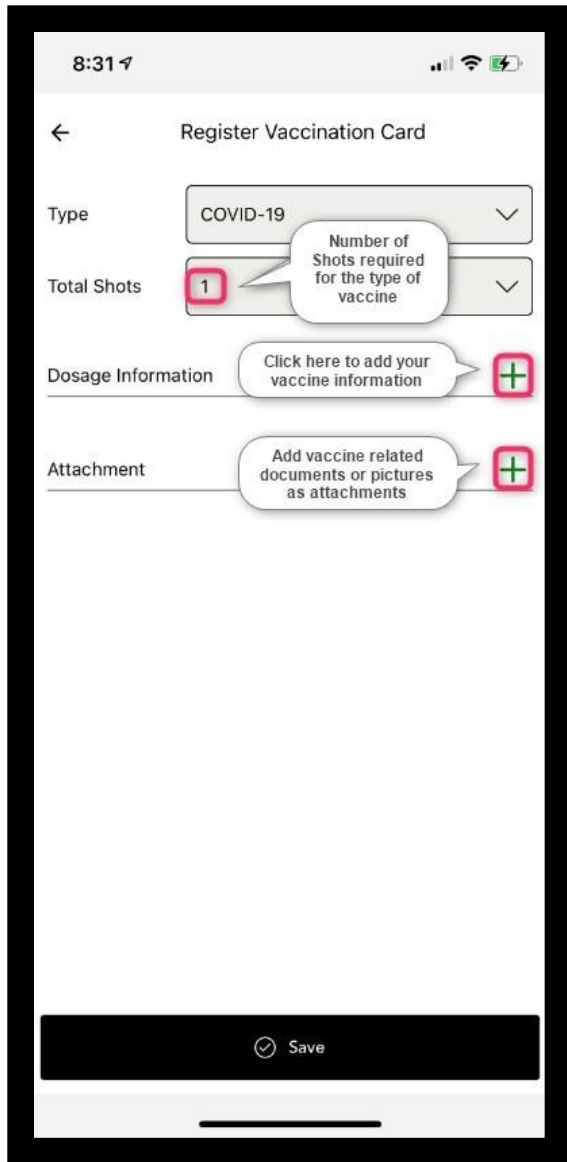 8:31
Register Vaccination Card
Type
COVID-19
Number of
Shots required
for the type of
vaccine
Total Shots
1
Dosage Information
Click here to add your
vaccine information
Attachment
Add vaccine related
documents or pictures
as attachments
Save